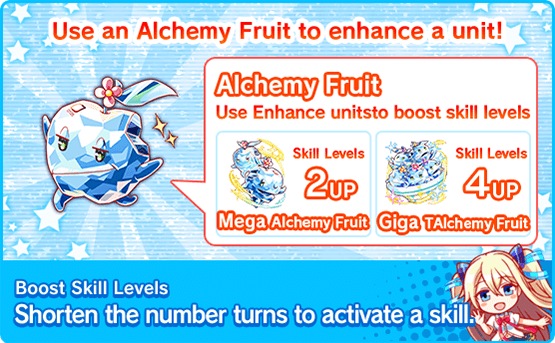 Use an Alchemy Fruit to enhance a unit!
Alchemy Fruit
Use Enhance unitsto boost skill levels
Skill Levels
2UP
Mega Alchemy Fruit
Skill Levels
4UP
Giga TAlchemy Fruit
Boost Skill Levels
Shorten the number turns to activate a skill.